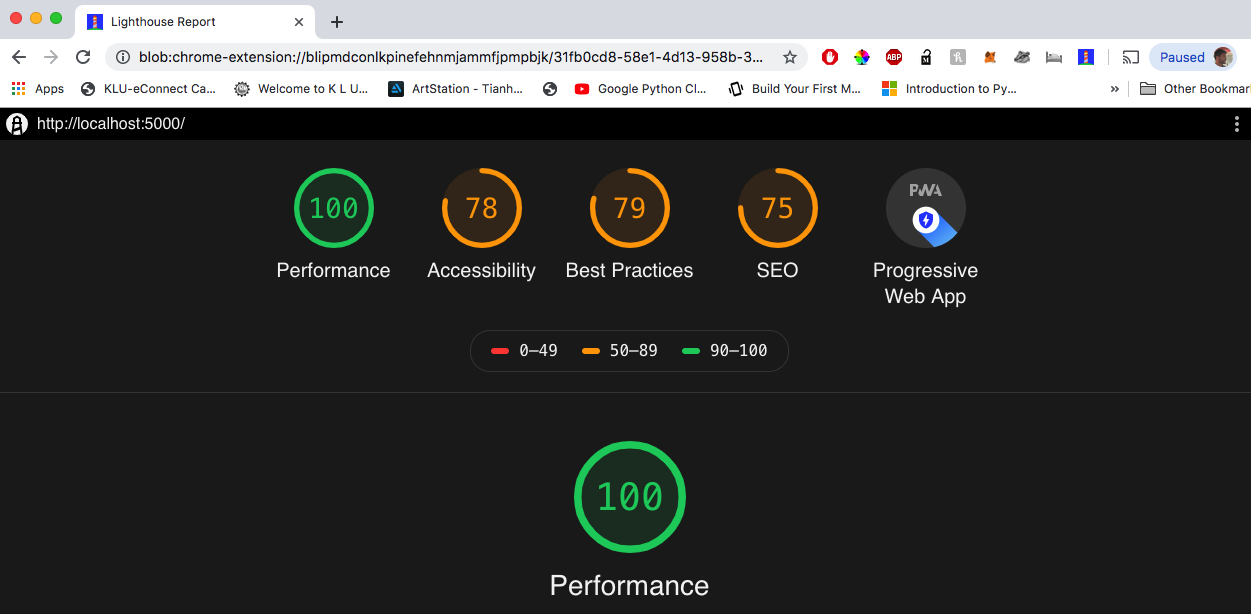 Lighthouse Report
blob:chrome-extension://blipmdconlkpinefehnmjammfjpmpbjk/31fb0cd8-58e1-4d13-958b-3...
ABP
M
Paused
Apps
KLU-eConnect Ca...
Welcome to K L U...
ArtStation - Tianh...
Google Python Cl...
Build Your First M...
Introduction to Py...
»
Other Bookmar
http://localhost:5000/
100
78
79
75
PWA
Performance
Accessibility
Best Practices
SEO
Progressive
Web App
0–49
50–89
90–100
100
Performance